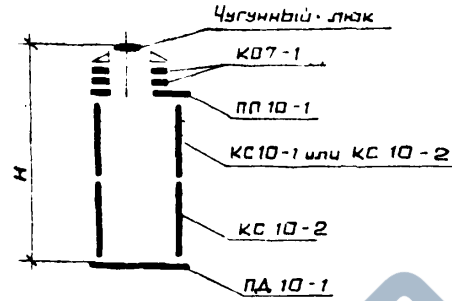 Чугунный люк
КО7-1
ПП 10-1
КС10-1 или КС 10-2
КС 10-2
ПД 10-1
H